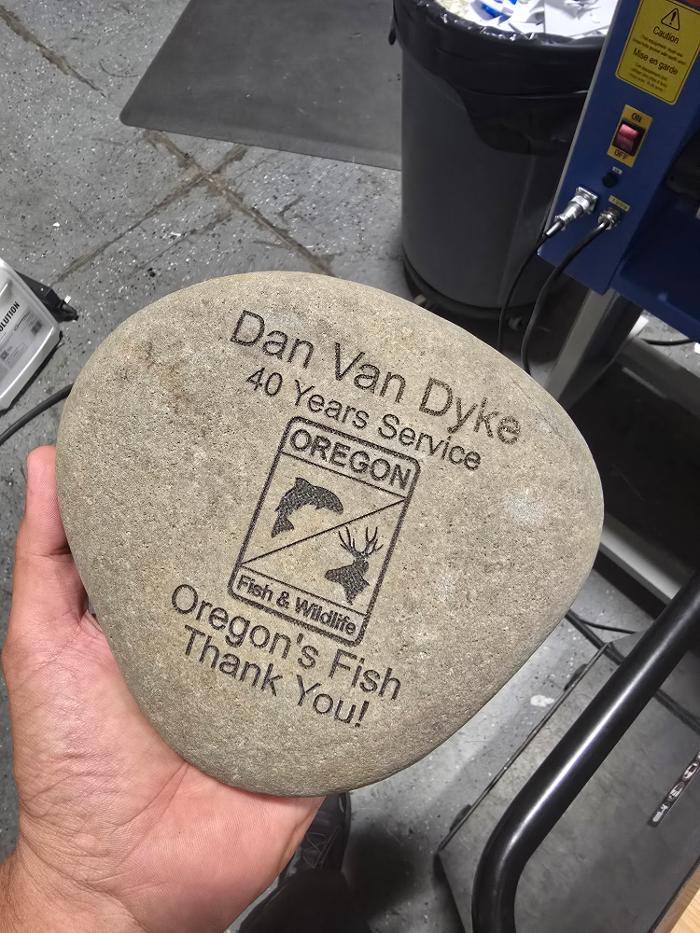 Dan Van Dyke
40 Years Service
OREGON
Fish & Wildlife
Oregon's Fish
Thank You!
Caution
Mise en garde
ON
OFF